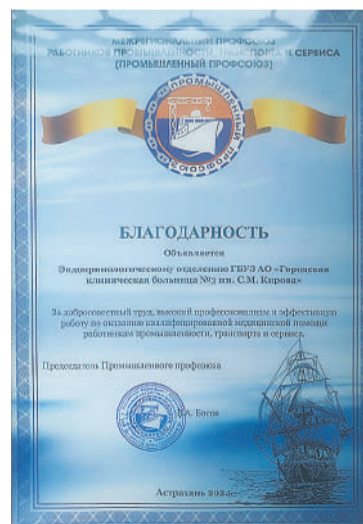 МЕЖРЕГИОНАЛЬНЫЙ ПРОФСОЮЗ
РАБОТНИКОВ ПРОМЫШЛЕННОСТИ, ТРАНСПОРТА И СЕРВИСА
(ПРОМЫШЛЕННЫЙ ПРОФСОЮЗ)
ПРОМЫШЛЕННЫЙ ПРОФСОЮЗ
БЛАГОДАРНОСТЬ
Объявляется
Эндокринологическому отделению ГБУЗ АО «Городская
клиническая больница №3 им. С.М. Кирова»
За добросовестный труд, высокий профессионализм и эффективную
работу по оказанию квалифицированной медицинской помощи
работникам промышленности, транспорта и сервиса.
Председатель Промышленного профсоюза
Астрахань